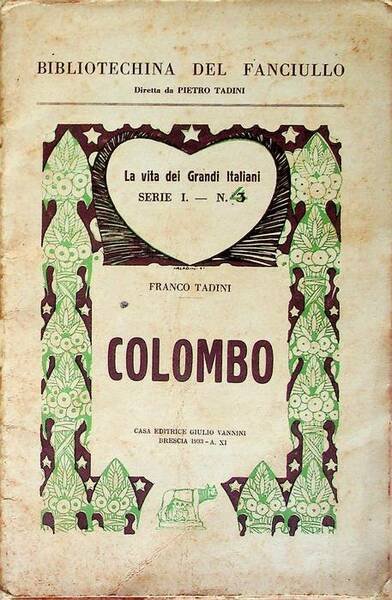 BIBLIOTECHINA DEL FANCIULLO
Diretta da PIETRO TADINI
La vita dei Grandi Italiani
SERIE I. — N. 4
FRANCO TADINI
COLOMBO
CASA EDITRICE GIULIO VANNINI
BRESCIA 1933 - A. XI